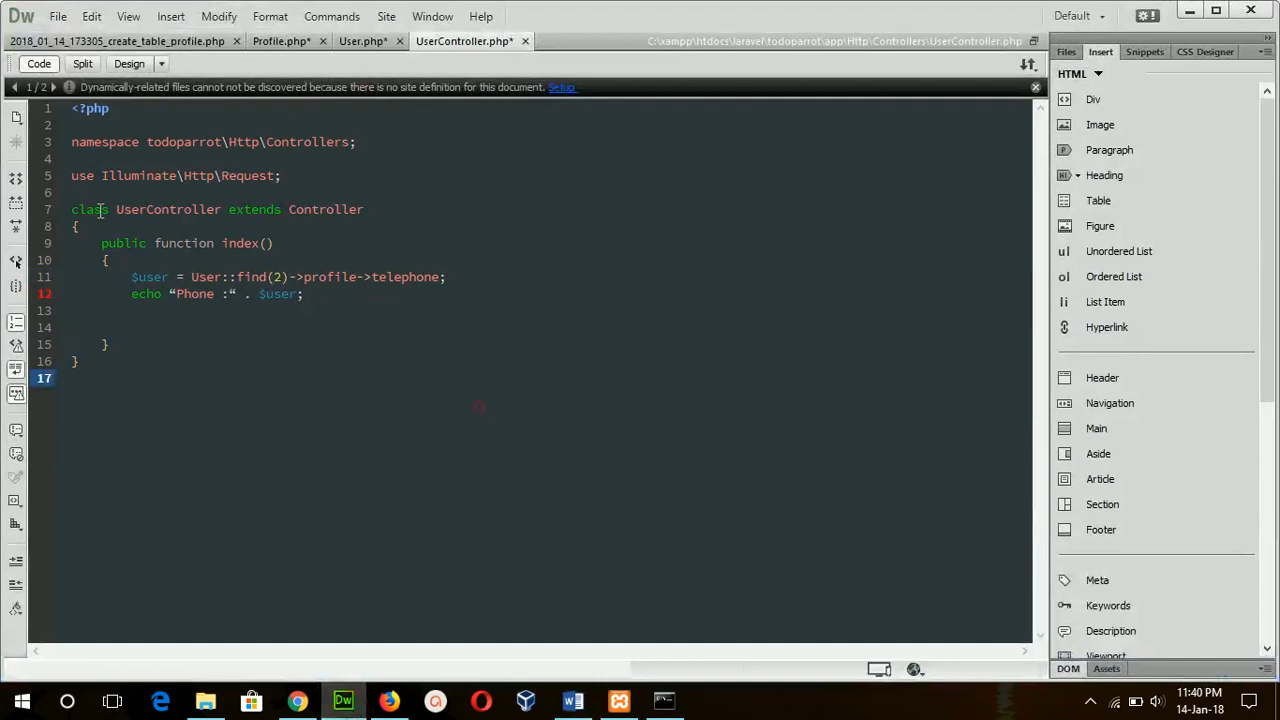 Dw File Edit View Insert Modify Format Commands Site Window Help Default
2018_01_14_173305_create_table_profile.php Profile.php* User.php* UserController.php* C:\xampp\htdocs\laravel\todoparrot\app\Http\Controllers\UserController.php
Code Split Design
1 / 2 Dynamically-related files cannot not be discovered because there is no site definition for this document. Setup
1 <?php
2
3 namespace todoparrot\Http\Controllers;
4
5 use Illuminate\Http\Request;
6
7 class UserController extends Controller
8 {
9 public function index()
10 {
11 $user = User::find(2)->profile->telephone;
12 echo “Phone :“ . $user;
13
14
15 }
16 }
17
Files Insert Snippets CSS Designer
HTML
Div
Image
Paragraph
Heading
Table
Figure
ul Unordered List
ol Ordered List
li List Item
Hyperlink
Header
Navigation
Main
Aside
Article
Section
Footer
Meta
Keywords
Description
Viewport
DOM Assets
11:40 PM
14-Jan-18